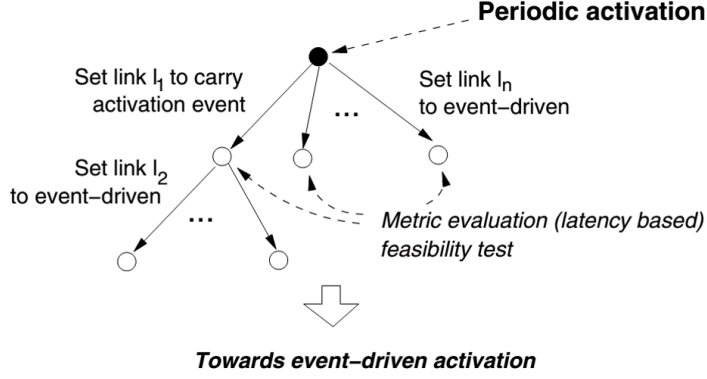 Periodic activation
Set link l1 to carry
activation event
...
Set link ln
to event−driven
Set link l2
to event−driven
...
Metric evaluation (latency based)
feasibility test
Towards event−driven activation